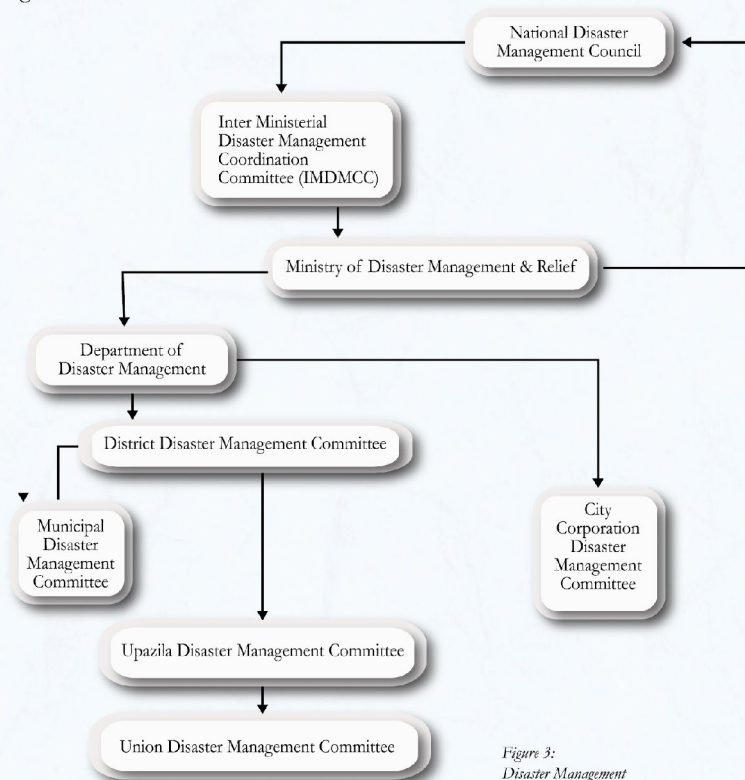 National Disaster
Management Council
Inter Ministerial
Disaster Management
Coordination
Committee (IMDMCC)
Ministry of Disaster Management & Relief
Department of
Disaster Management
District Disaster Management Committee
Municipal
Disaster
Management
Committee
City
Corporation
Disaster
Management
Committee
Upazila Disaster Management Committee
Union Disaster Management Committee
Figure 3:
Disaster Management